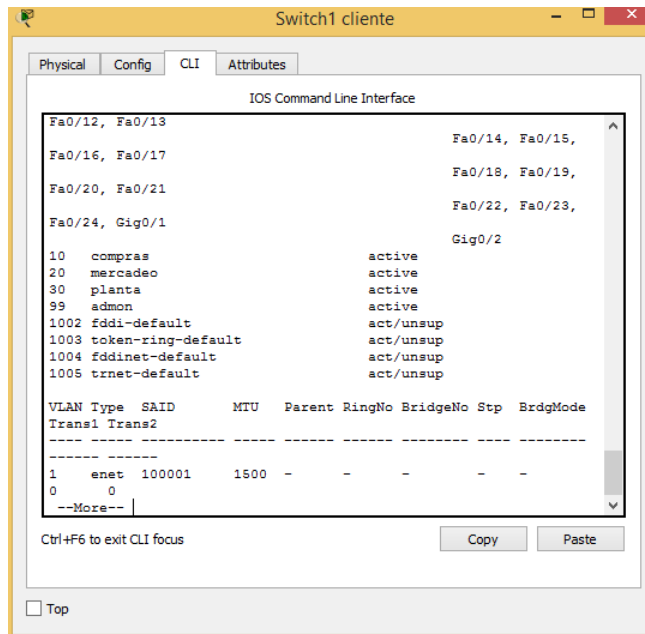 Switch1 cliente
Physical Config CLI Attributes
IOS Command Line Interface
Fa0/12, Fa0/13
Fa0/14, Fa0/15,
Fa0/16, Fa0/17
Fa0/18, Fa0/19,
Fa0/20, Fa0/21
Fa0/22, Fa0/23,
Fa0/24, Gig0/1
Gig0/2
10   compras                          active
20   mercadeo                         active
30   planta                           active
99   admon                            active
1002 fddi-default                     act/unsup
1003 token-ring-default               act/unsup
1004 fddinet-default                  act/unsup
1005 trnet-default                    act/unsup
VLAN Type  SAID       MTU   Parent RingNo BridgeNo Stp  BrdgMode
Trans1 Trans2
---- ----- ---------- ----- ------ ------ -------- ---- --------
------ ------
1    enet  100001     1500  -      -      -        -    -
0      0
--More--
Ctrl+F6 to exit CLI focus
Copy Paste
Top